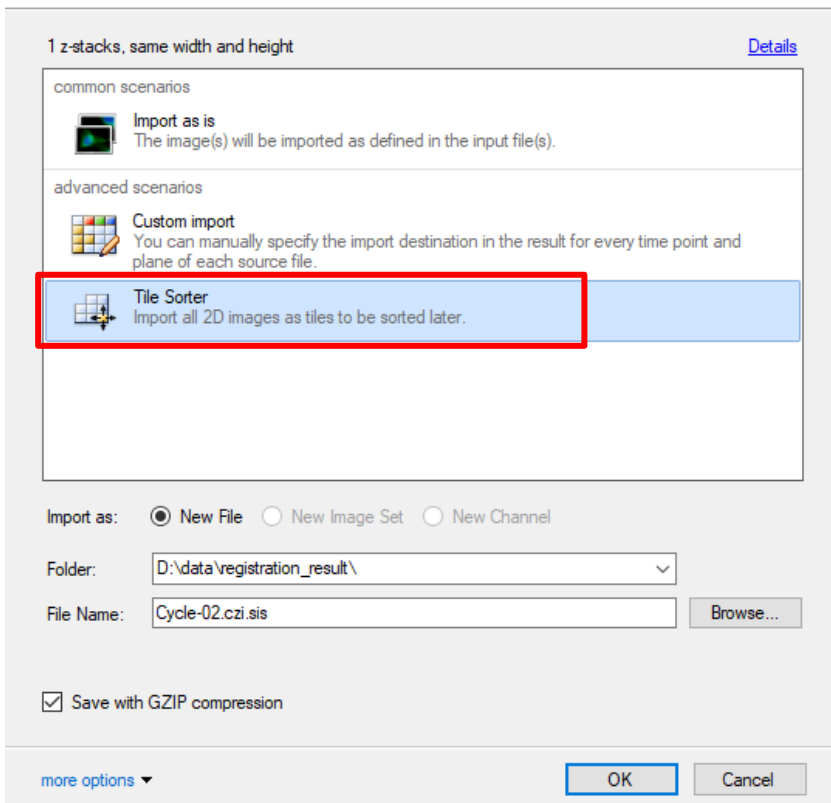 1 z-stacks, same width and height Details
common scenarios
Import as is
The image(s) will be imported as defined in the input file(s).
advanced scenarios
Custom import
You can manually specify the import destination in the result for every time point and
plane of each source file.
Tile Sorter
Import all 2D images as tiles to be sorted later.
Import as: New File New Image Set New Channel
Folder: D:\data\registration_result\
File Name: Cycle-02.czi.sis Browse...
Save with GZIP compression
more options OK Cancel